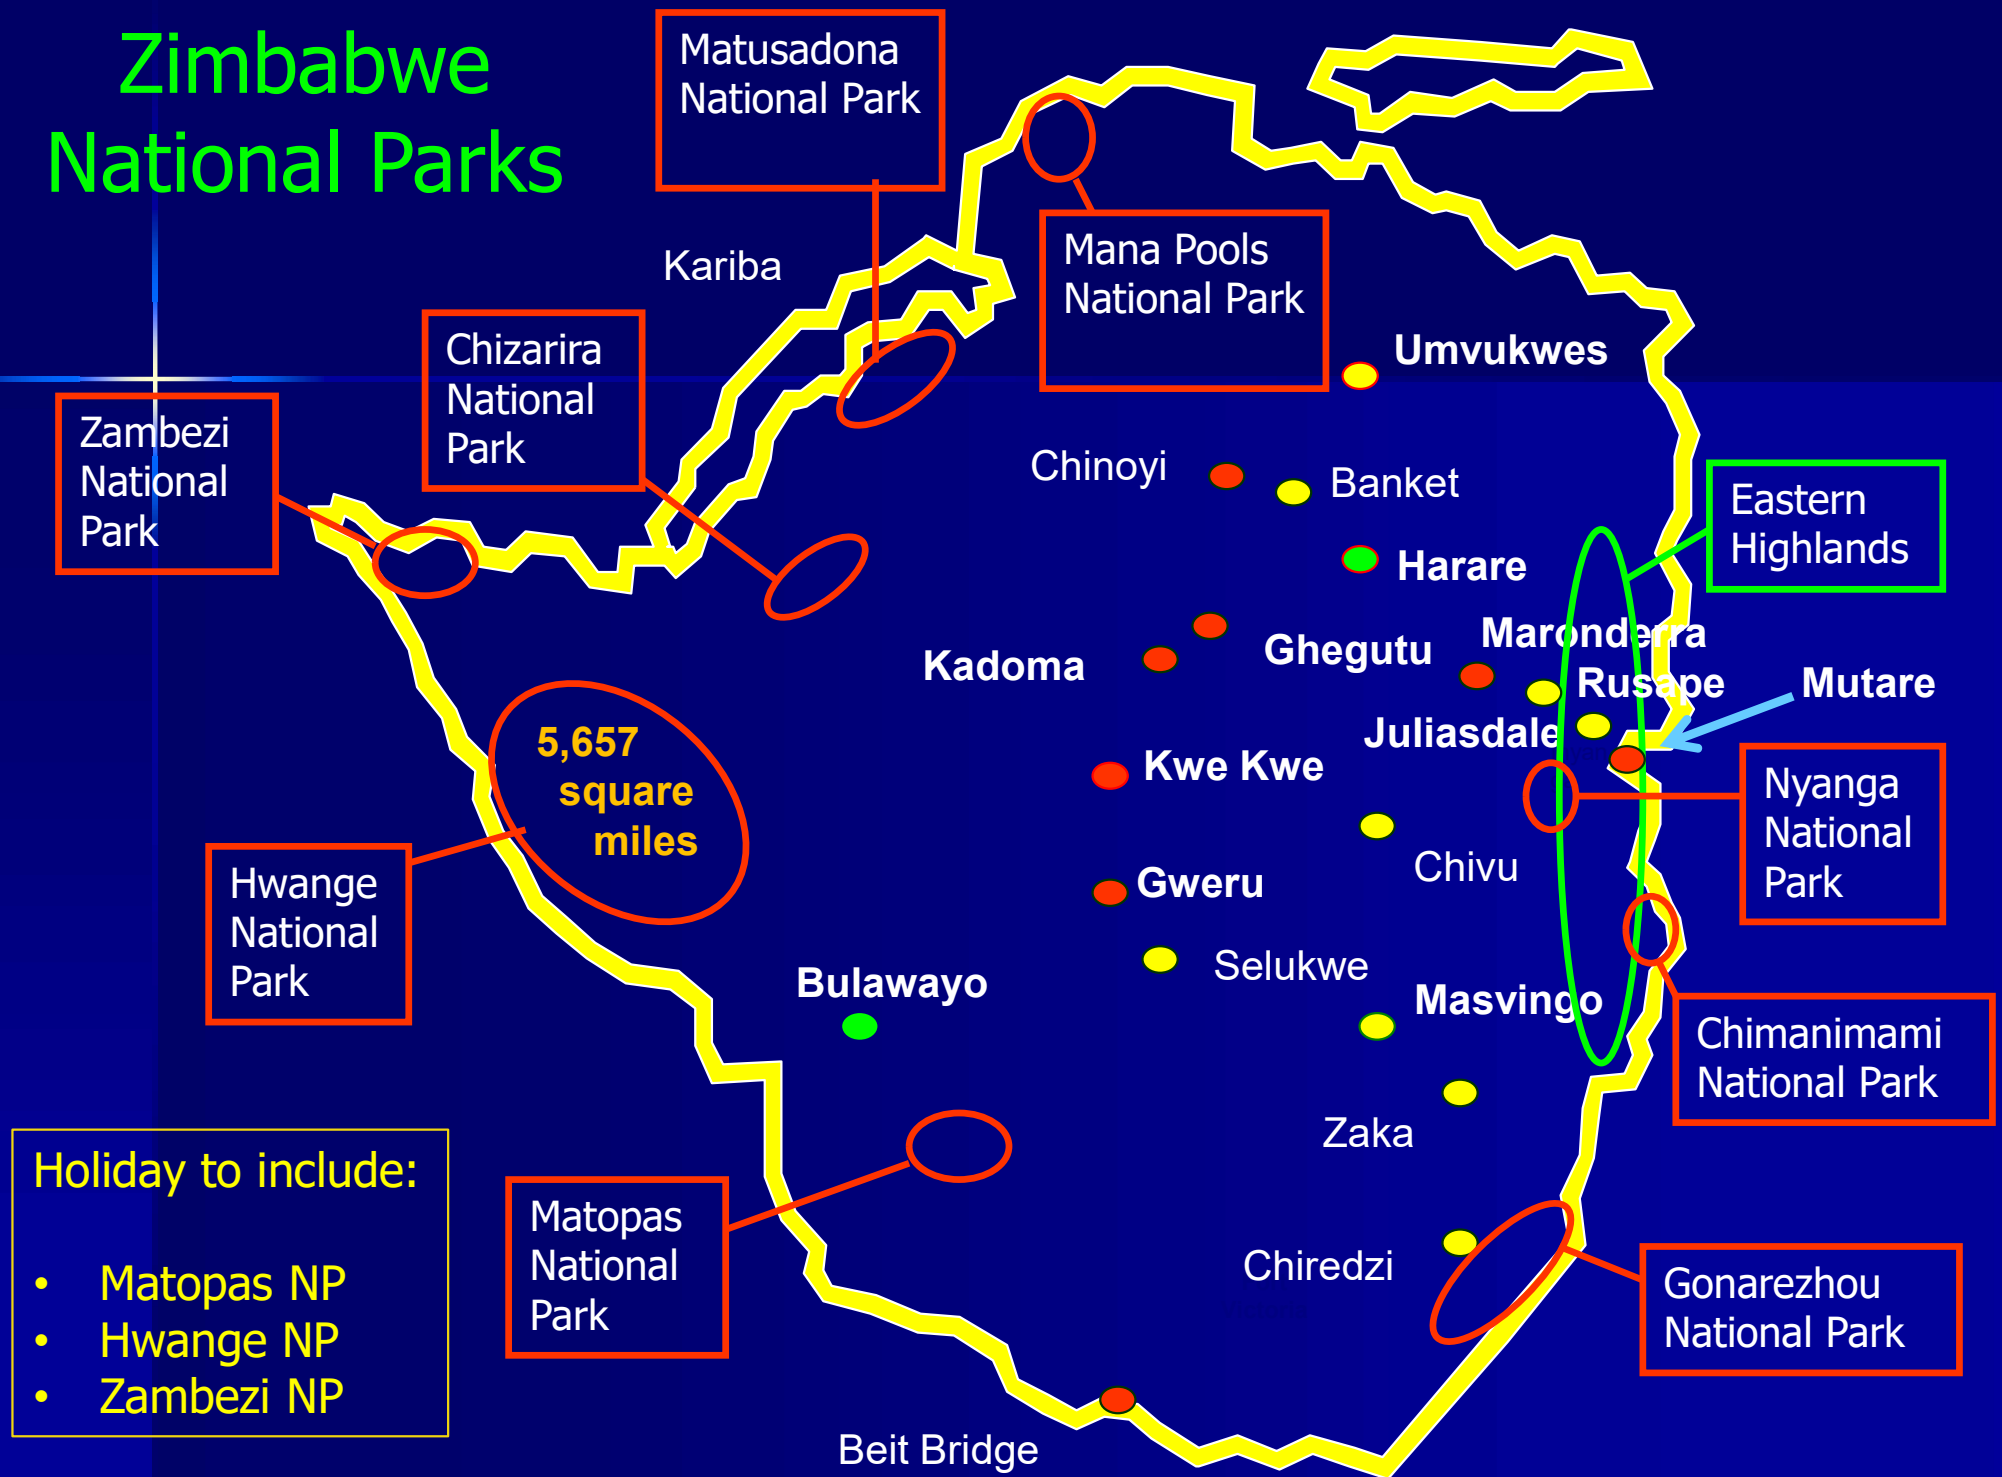 Zimbabwe
National Parks
Matusadona
National Park
Kariba
Mana Pools
National Park
Chizarira
National
Park
Umvukwes
Zambezi
National
Park
Chinoyi
Banket
Eastern
Highlands
Harare
Maronderra
Ghegutu
Kadoma
Rusape
Mutare
Juliasdale
5,657
square
miles
Kwe Kwe
Nyanga
National
Park
Chivu
Hwange
National
Park
Gweru
Selukwe
Bulawayo
Masvingo
Chimanimami
National Park
Zaka
Holiday to include:
• Matopas NP
• Hwange NP
• Zambezi NP
Matopas
National
Park
Chiredzi
Gonarezhou
National Park
Beit Bridge